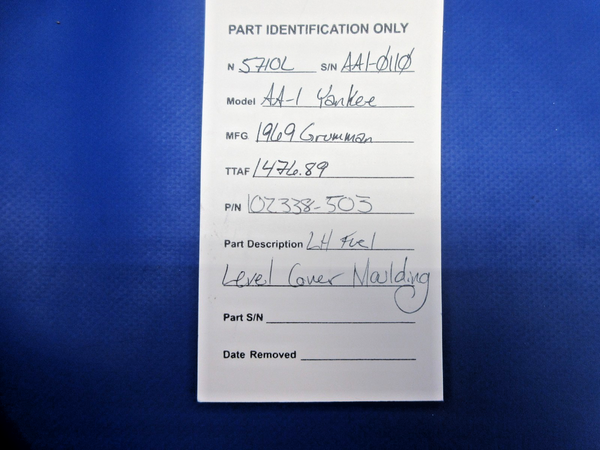 PART IDENTIFICATION ONLY
N 5710L S/N AA1-0110
Model AA-1 Yankee
MFG 1969 Grumman
TTAF 1476.89
P/N 102338-503
Part Description LH Fuel
Level Cover Moulding
Part S/N
Date Removed